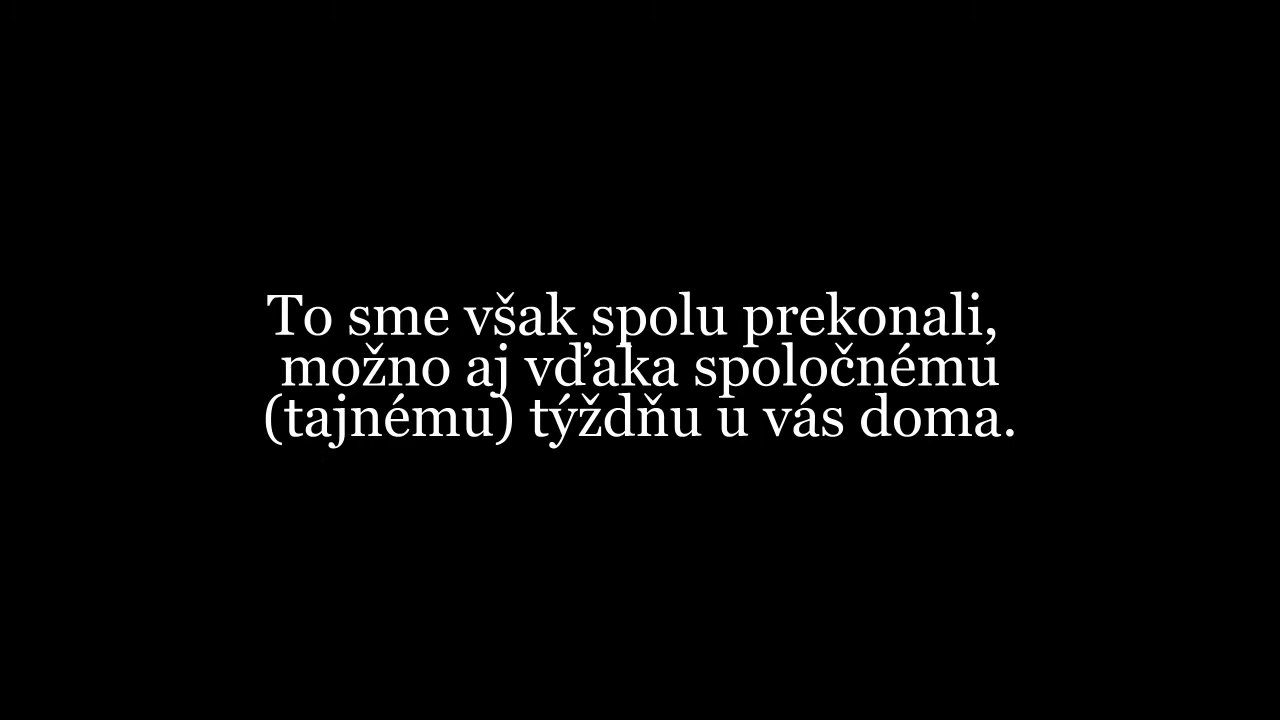 To sme však spolu prekonali,
možno aj vďaka spoločnému
(tajnému) týždňu u vás doma.